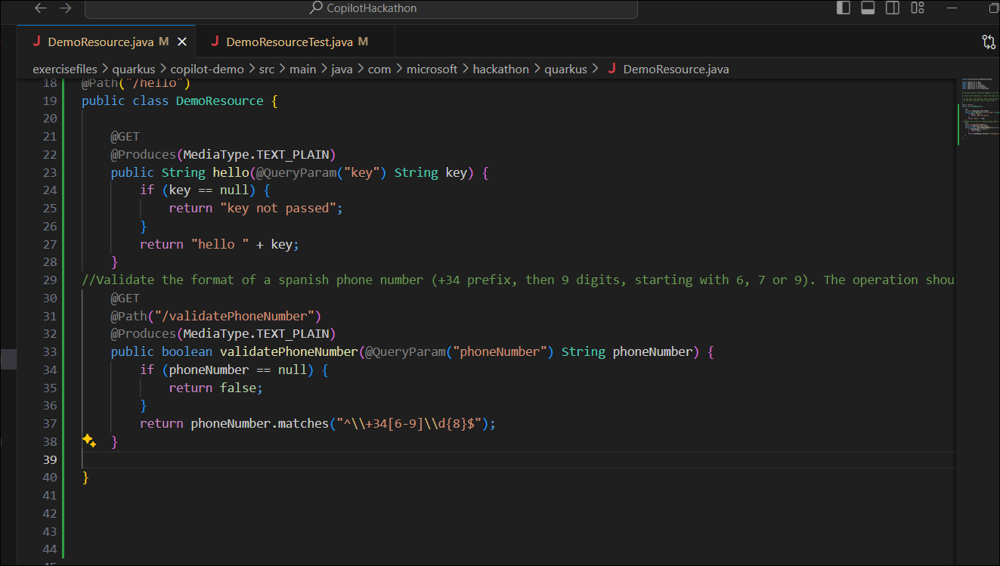 CopilotHackathon
DemoResource.java M
DemoResourceTest.java M
exercisefiles > quarkus > copilot-demo > src > main > java > com > microsoft > hackathon > quarkus > DemoResource.java
18 @Path("/hello")
19 public class DemoResource {
20
21 @GET
22 @Produces(MediaType.TEXT_PLAIN)
23 public String hello(@QueryParam("key") String key) {
24 if (key == null) {
25 return "key not passed";
26 }
27 return "hello " + key;
28 }
29 //Validate the format of a spanish phone number (+34 prefix, then 9 digits, starting with 6, 7 or 9). The operation shou
30 @GET
31 @Path("/validatePhoneNumber")
32 @Produces(MediaType.TEXT_PLAIN)
33 public boolean validatePhoneNumber(@QueryParam("phoneNumber") String phoneNumber) {
34 if (phoneNumber == null) {
35 return false;
36 }
37 return phoneNumber.matches("^\\+34[6-9]\\d{8}$");
38 }
39
40 }
41
42
43
44